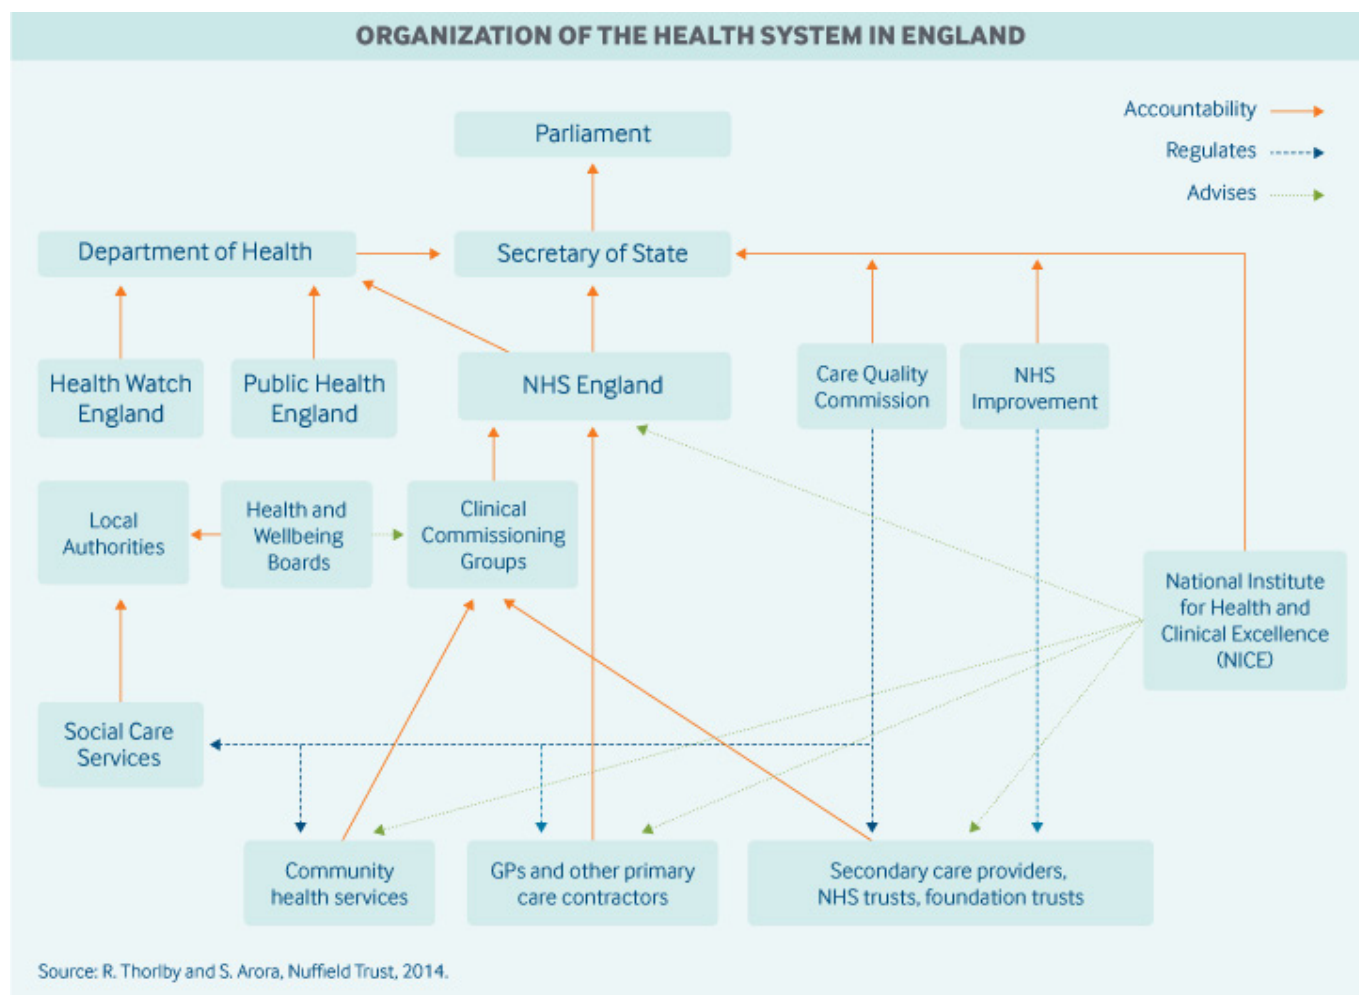 ORGANIZATION OF THE HEALTH SYSTEM IN ENGLAND
Accountability
Regulates
Advises
Parliament
Department of Health
Secretary of State
Health Watch
England
Public Health
England
NHS England
Care Quality
Commission
NHS
Improvement
Local
Authorities
Health and
Wellbeing
Boards
Clinical
Commissioning
Groups
National Institute
for Health and
Clinical Excellence
(NICE)
Social Care
Services
Community
health services
GPs and other primary
care contractors
Secondary care providers,
NHS trusts, foundation trusts
Source: R. Thorlby and S. Arora, Nuffield Trust, 2014.